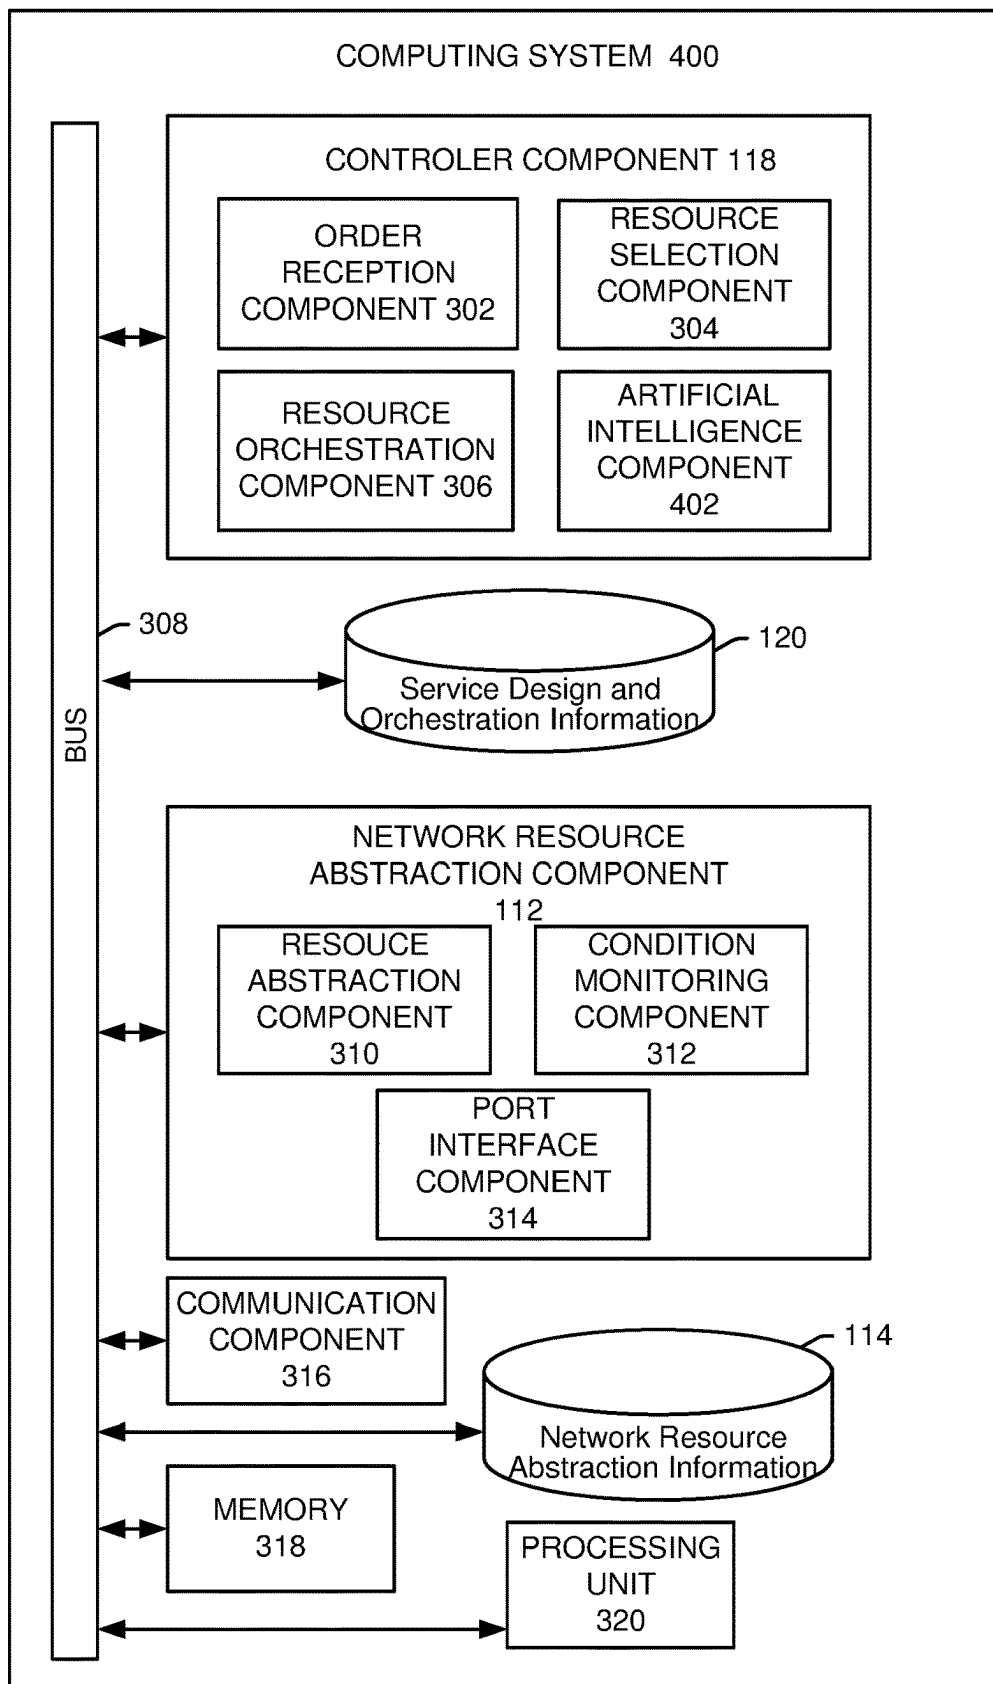 COMPUTING SYSTEM 400
CONTROLER COMPONENT 118
ORDER
RECEPTION
COMPONENT 302
RESOURCE
SELECTION
COMPONENT
304
RESOURCE
ORCHESTRATION
COMPONENT 306
ARTIFICIAL
INTELLIGENCE
COMPONENT
402
308
120
Service Design and
Orchestration Information
BUS
NETWORK RESOURCE
ABSTRACTION COMPONENT
112
RESOUCE
ABSTRACTION
COMPONENT
310
CONDITION
MONITORING
COMPONENT
312
PORT
INTERFACE
COMPONENT
314
COMMUNICATION
COMPONENT
316
114
Network Resource
Abstraction Information
MEMORY
318
PROCESSING
UNIT
320